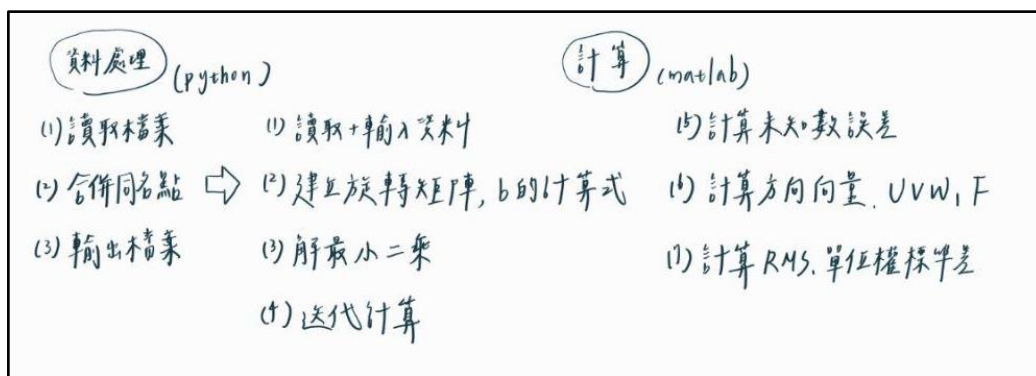 資料處理 (python)
(1) 讀取檔案
(2) 合併同名點
(3) 輸出檔案
計算 (matlab)
(1) 讀取+輸入資料
(2) 建立旋轉矩陣, b的計算式
(3) 解最小二乘
(4) 迭代計算
(5) 計算未知數誤差
(6) 計算方向向量. UVW, F
(7) 計算 RMS. 單位權標準差